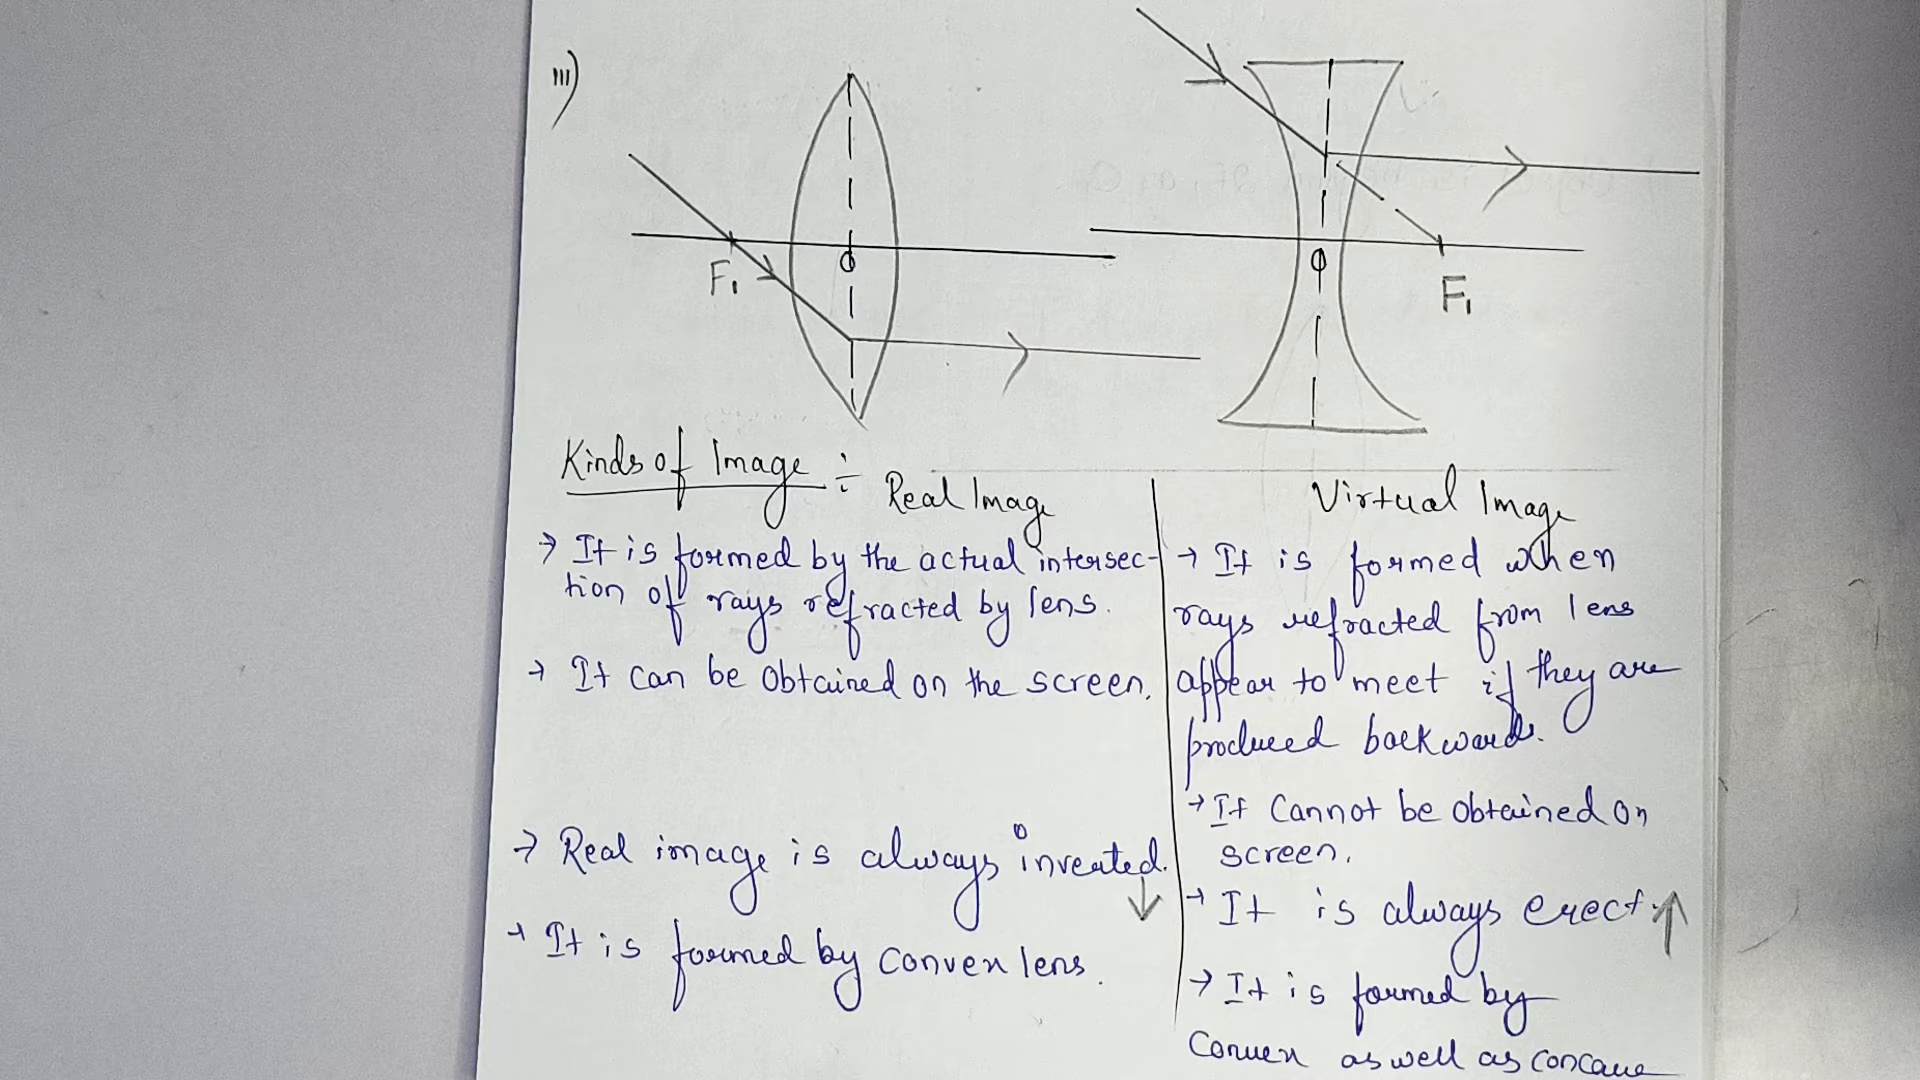 iii)
F₁
O
O
F₁
Kinds of Image :-
Real Image
→ It is formed by the actual intersec-
tion of rays refracted by lens.
→ It can be obtained on the screen.
→ Real image is always inverted. ↓
→ It is formed by convex lens.
Virtual Image
→ It is formed when
rays refracted from lens
appear to meet if they are
produced backwards.
→ It cannot be obtained on
screen.
→ It is always erect. ↑
→ It is formed by
Convex as well as concave